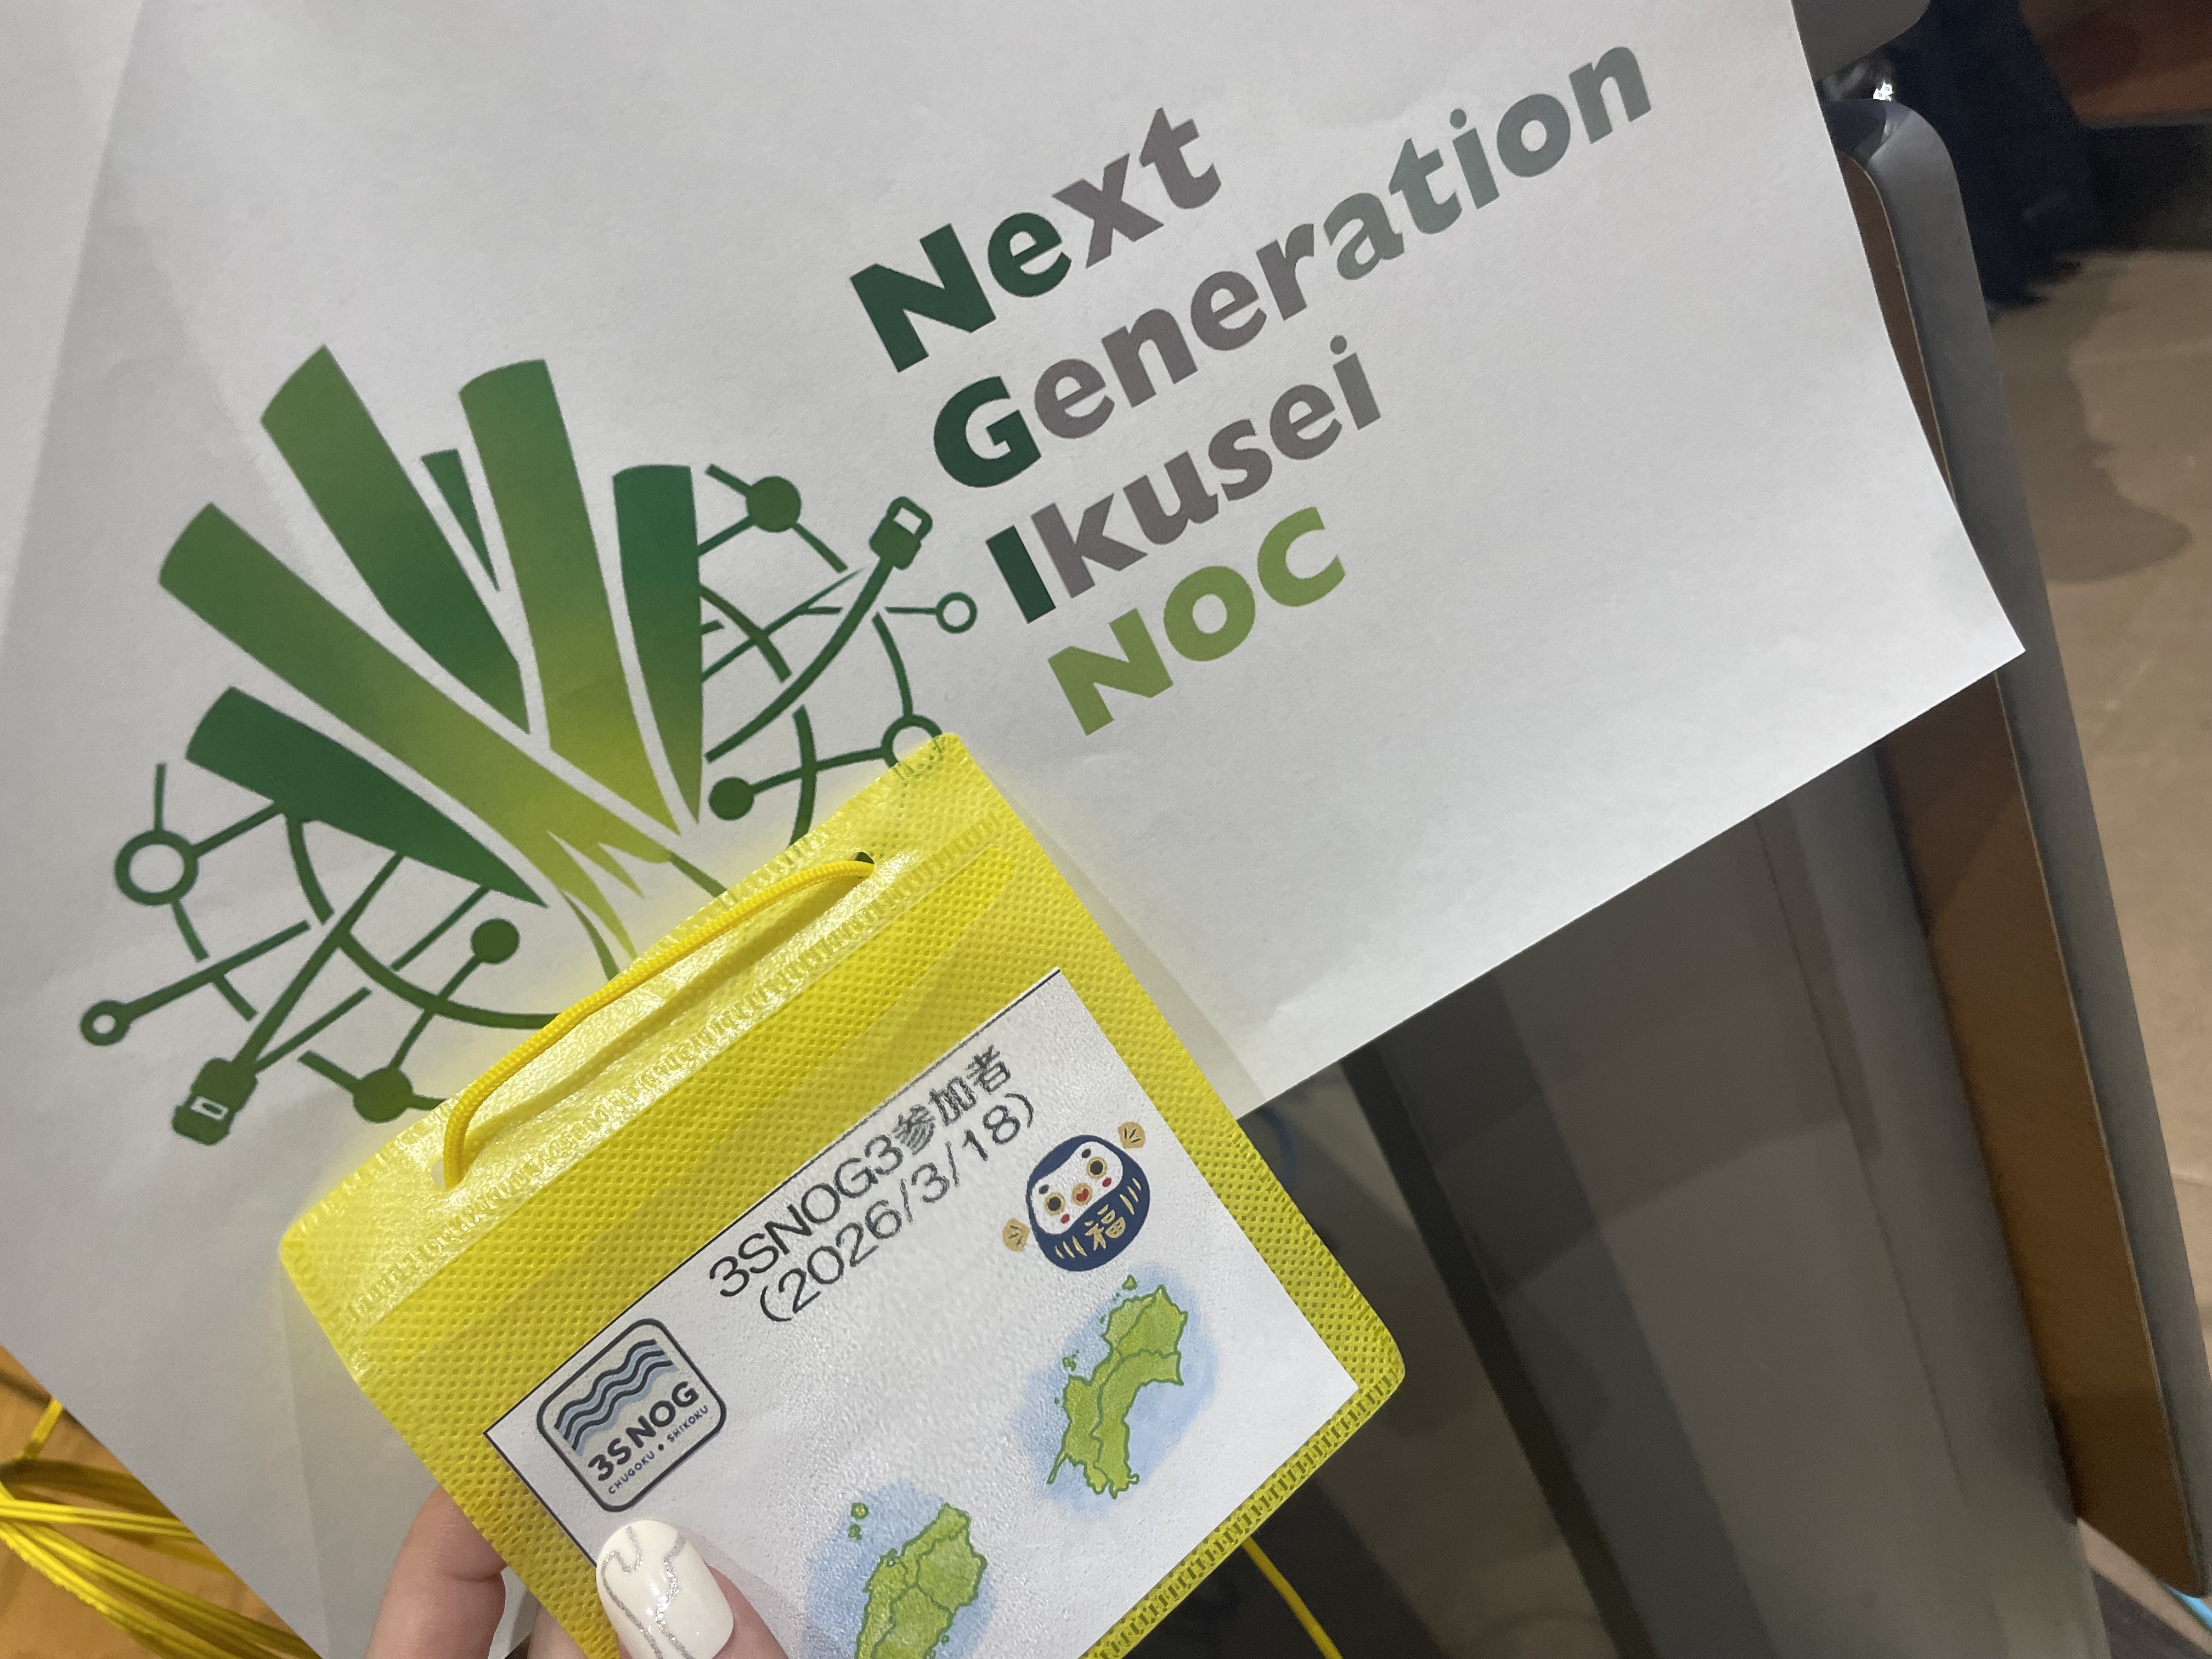 Next
Generation
Ikusei
NOC
3SNOG3参加者
(2026/3/18)
福
3SNOG
CHUGOKU • SHIKOKU